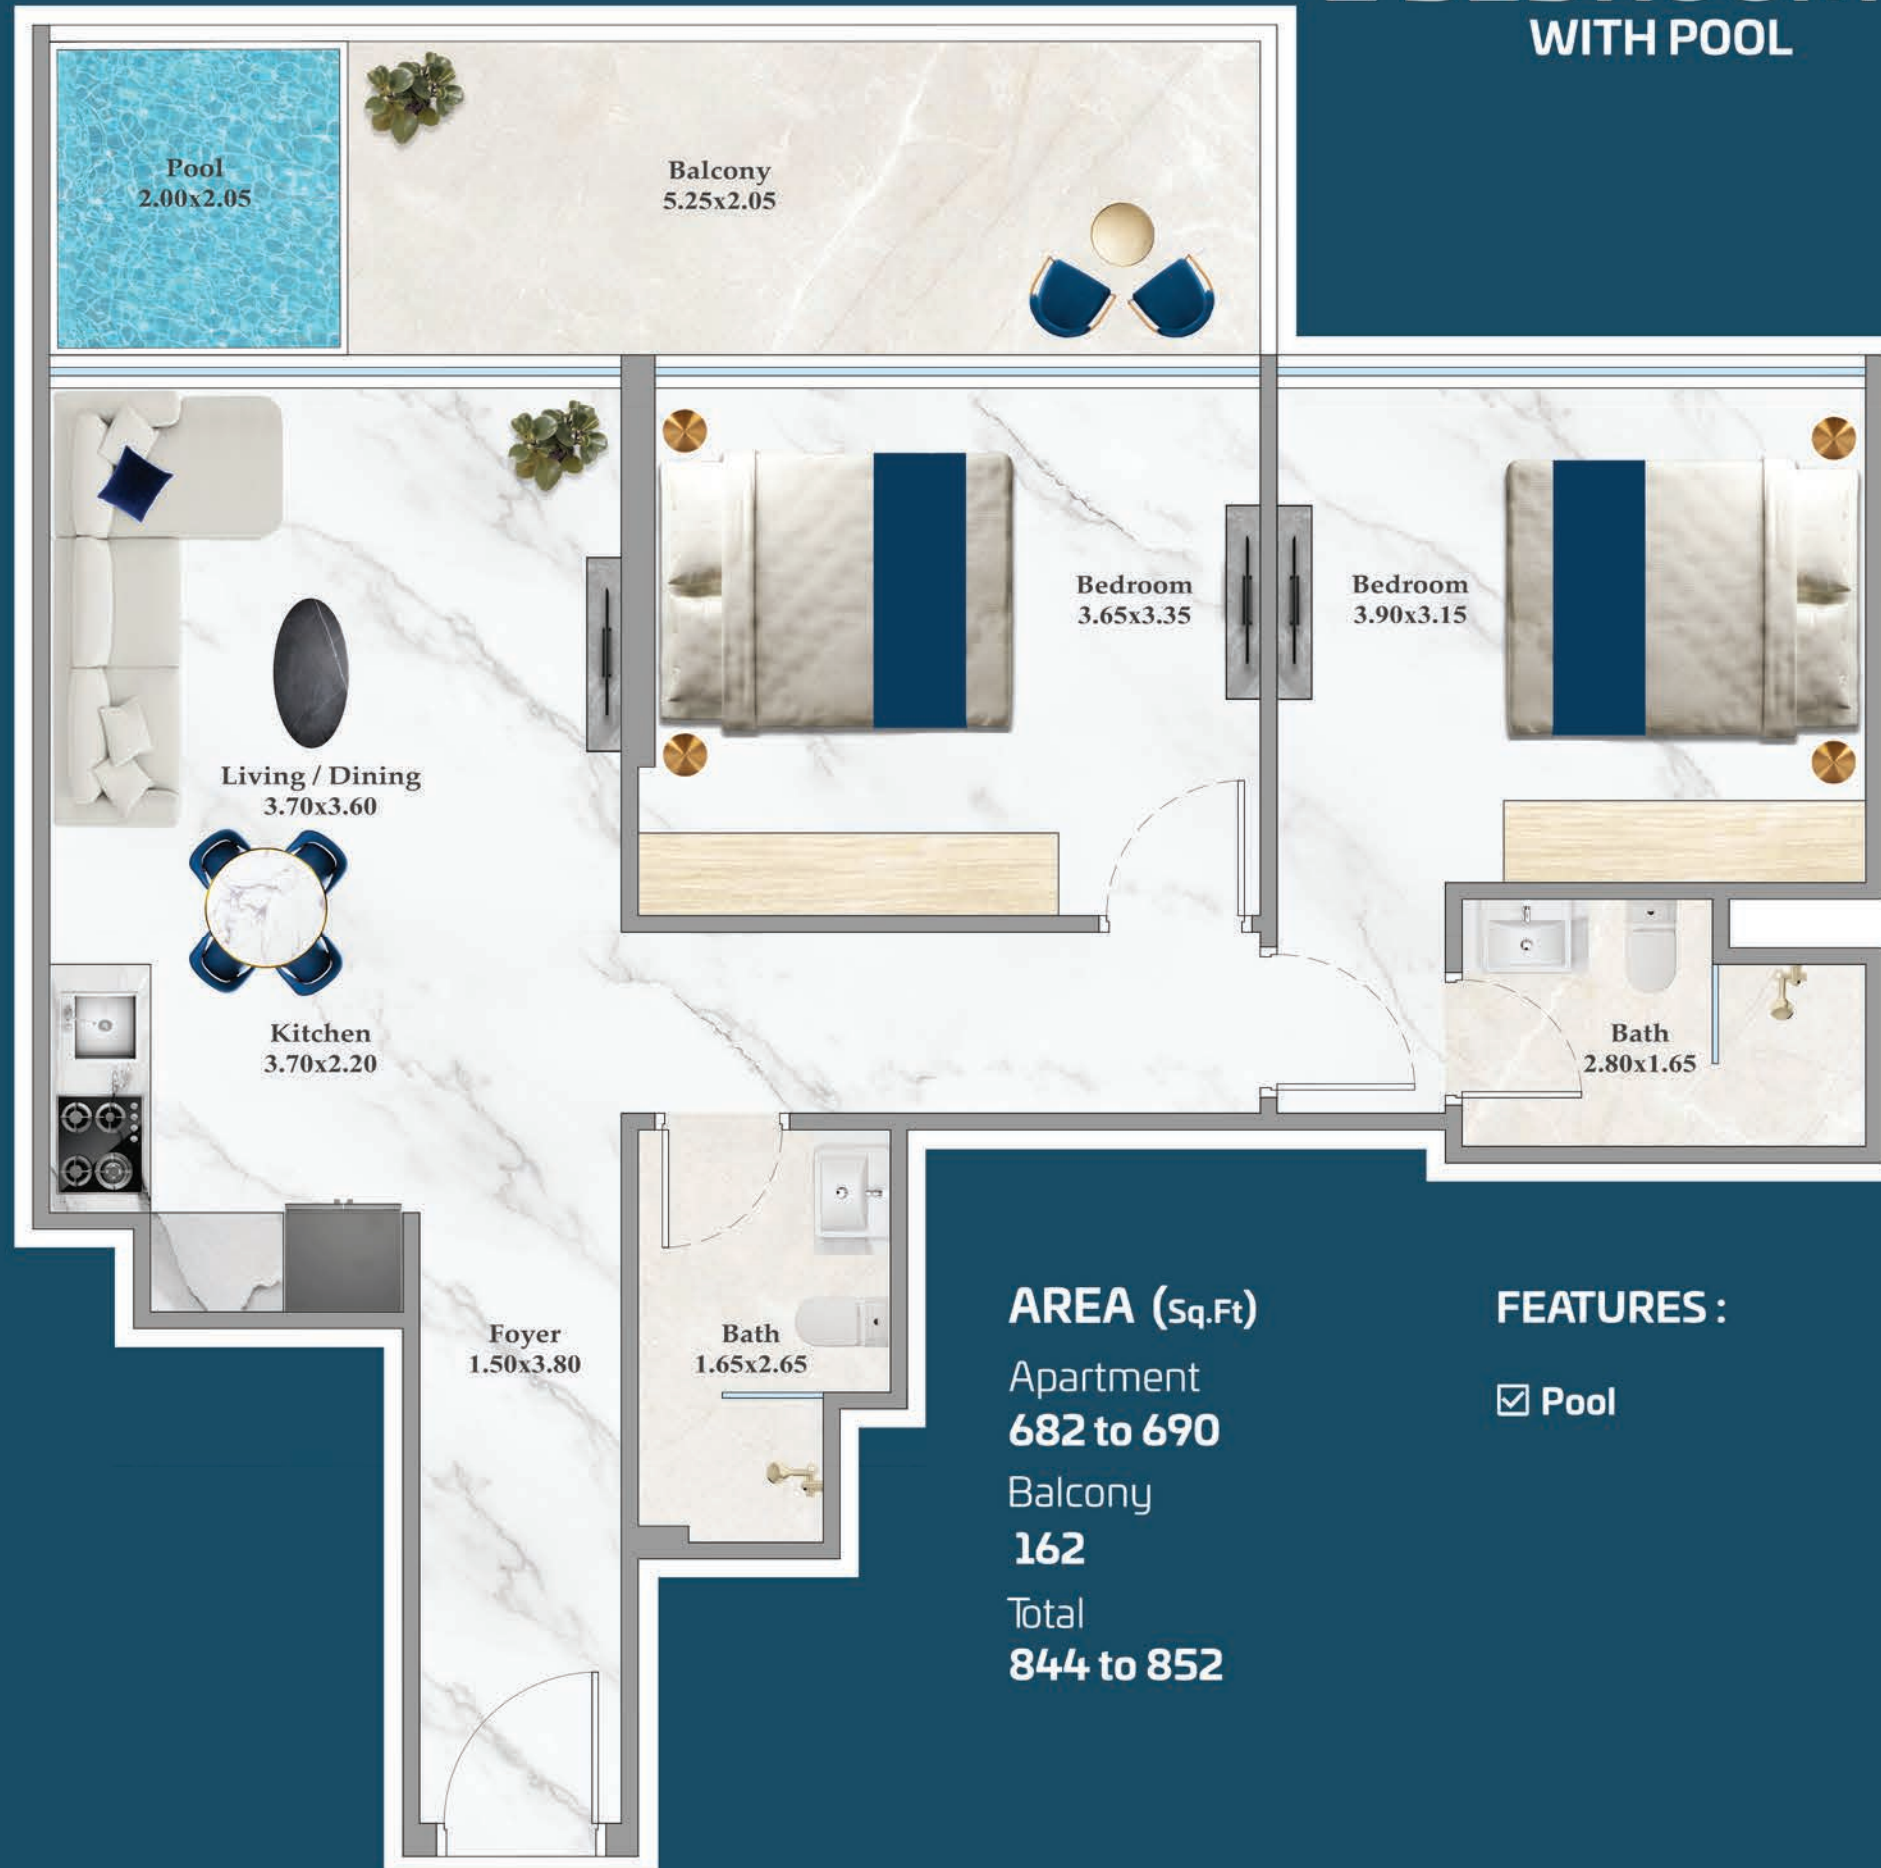 WITH POOL
Pool
2.00x2.05
Balcony
5.25x2.05
Bedroom
3.65x3.35
Bedroom
3.90x3.15
Living / Dining
3.70x3.60
Kitchen
3.70x2.20
Bath
2.80x1.65
Foyer
1.50x3.80
Bath
1.65x2.65
AREA (Sq.Ft)
Apartment
682 to 690
Balcony
162
Total
844 to 852
FEATURES :
☑ Pool